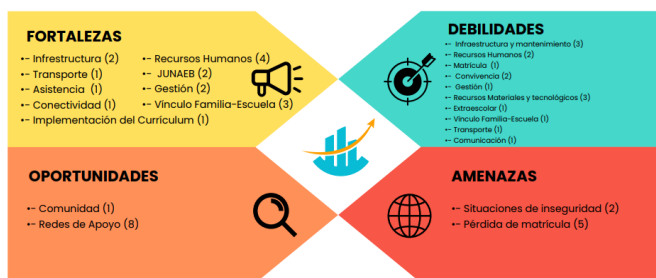 FORTALEZAS
•- Infrestructura (2)
•- Transporte (1)
•- Asistencia (1)
•- Conectividad (1)
•- Implementación del Currículum (1)
•- Recursos Humanos (4)
•- JUNAEB (2)
•- Gestión (2)
•- Vínculo Familia-Escuela (3)
DEBILIDADES
•- Infraestructura y mantenimiento (3)
•- Recursos Humanos (2)
•- Matrícula (1)
•- Convivencia (2)
•- Gestión (1)
•- Recursos Materiales y tecnológicos (3)
•- Extraescolar (1)
•- Vínculo Familia-Escuela (1)
•- Transporte (1)
•- Comunicación (1)
OPORTUNIDADES
•- Comunidad (1)
•- Redes de Apoyo (8)
AMENAZAS
•- Situaciones de inseguridad (2)
•- Pérdida de matrícula (5)